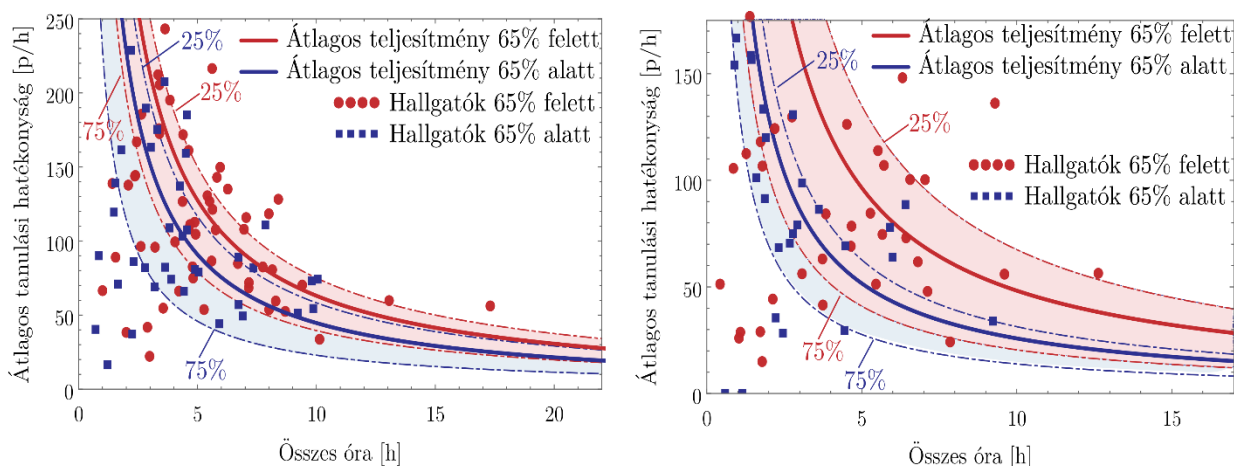 Átlagos tanulási hatékonyság [p/h]
250
200
150
100
50
0
0
5
10
15
20
Összes óra [h]
Átlagos teljesítmény 65% felett
Átlagos teljesítmény 65% alatt
Hallgatók 65% felett
Hallgatók 65% alatt
25%
25%
75%
75%
Átlagos tanulási hatékonyság [p/h]
150
100
50
0
0
5
10
15
Összes óra [h]
Átlagos teljesítmény 65% felett
Átlagos teljesítmény 65% alatt
25%
25%
Hallgatók 65% felett
Hallgatók 65% alatt
75%
75%